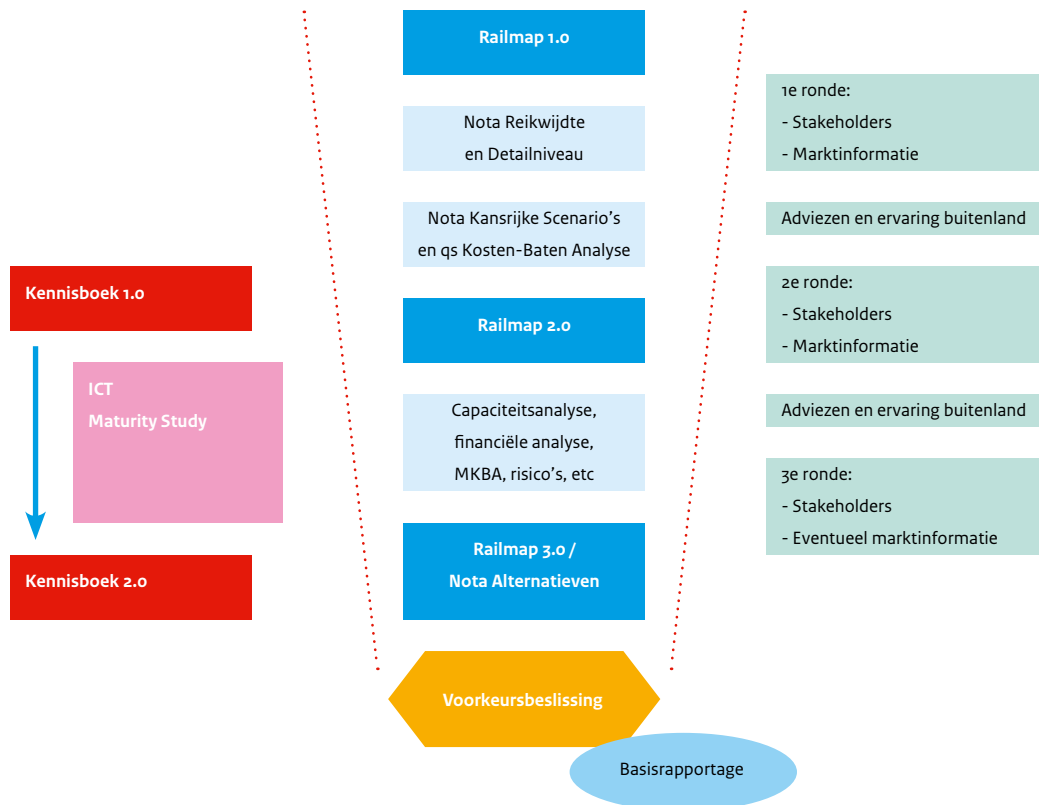 Railmap 1.0
Nota Reikwijdte
en Detailniveau
Nota Kansrijke Scenario's
en qs Kosten-Baten Analyse
Railmap 2.0
Capaciteitsanalyse,
financiële analyse,
MKBA, risico's, etc
Railmap 3.0 /
Nota Alternatieven
Voorkeursbeslissing
Basisrapportage
Kennisboek 1.0
ICT
Maturity Study
Kennisboek 2.0
1e ronde:
- Stakeholders
- Marktinformatie
Adviezen en ervaring buitenland
2e ronde:
- Stakeholders
- Marktinformatie
Adviezen en ervaring buitenland
3e ronde:
- Stakeholders
- Eventueel marktinformatie